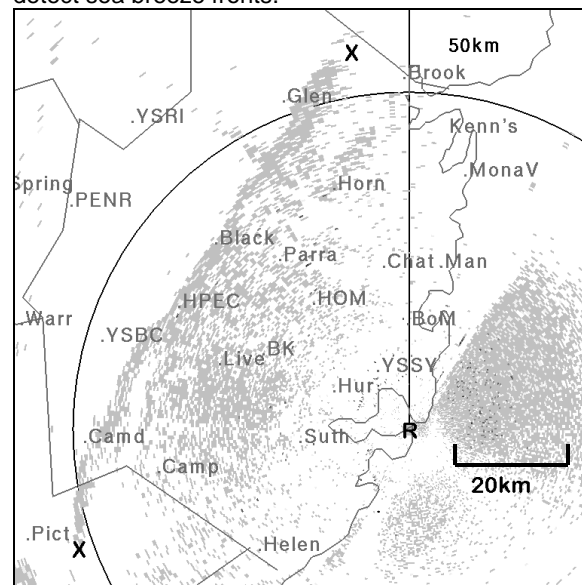 detect sea breeze fronts.
X
50km
.Brook
.Glen
.YSRI
Kenn's
.MonaV
Spring
.PENR
.Horn
.Black
.Parra
.Chat .Man
.HPEC
.HOM
.Warr
.BoM
.YSBC
.Live BK
.YSSY
.Hur
R
.Camd
.Suth
.Camp
20km
.Pict
X
.Helen